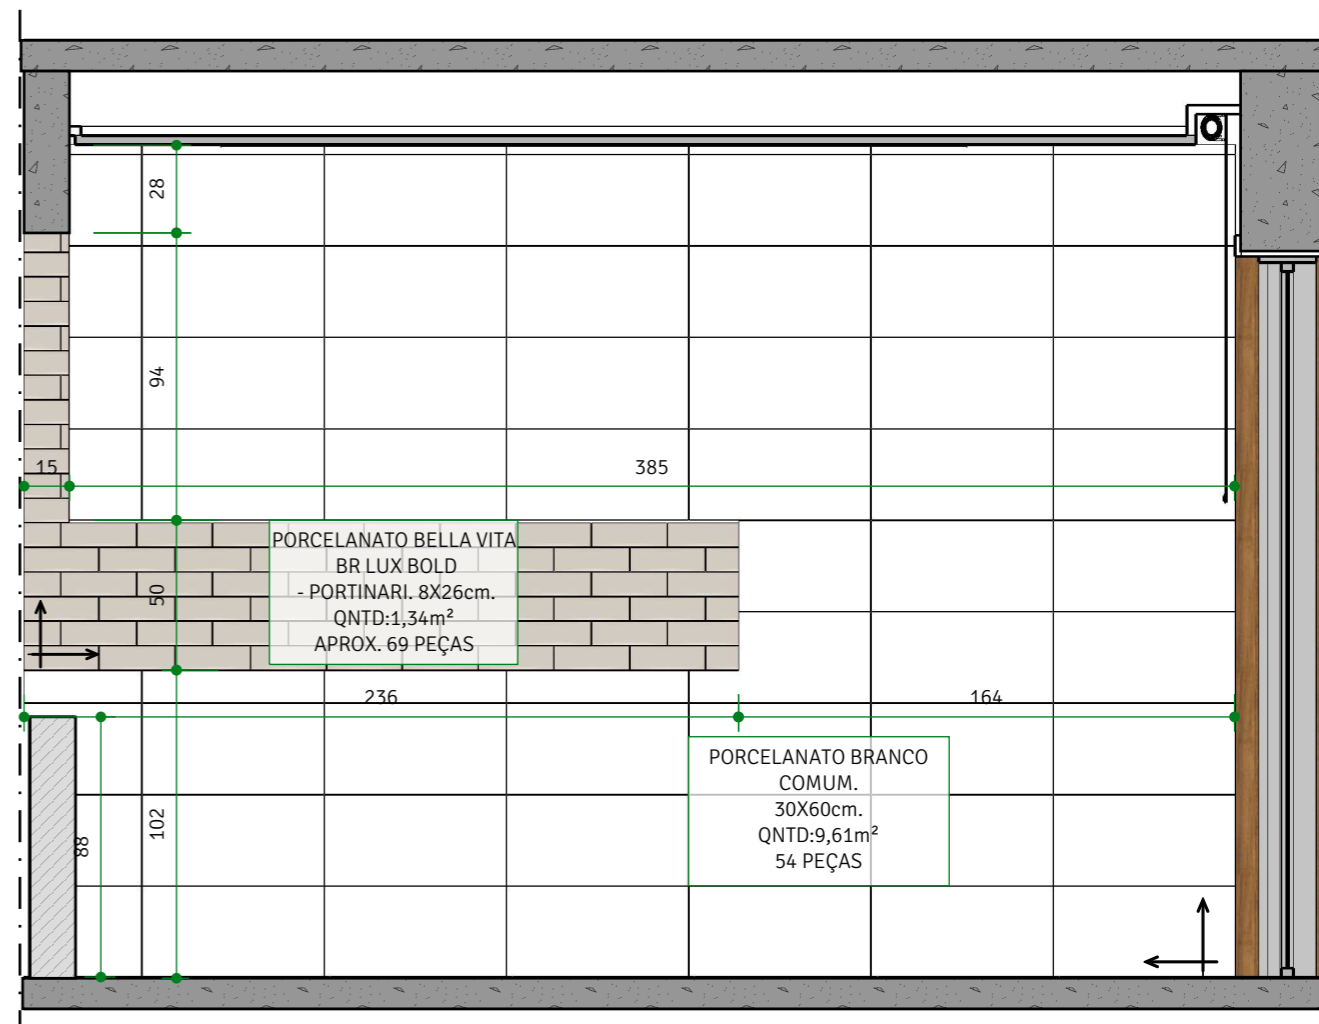 28
94
15
385
PORCELANATO BELLA VITA
BR LUX BOLD
- PORTINARI. 8X26cm.
QNTD:1,34m²
APROX. 69 PEÇAS
50
236
164
PORCELANATO BRANCO
COMUM.
30X60cm.
QNTD:9,61m²
54 PEÇAS
102
88